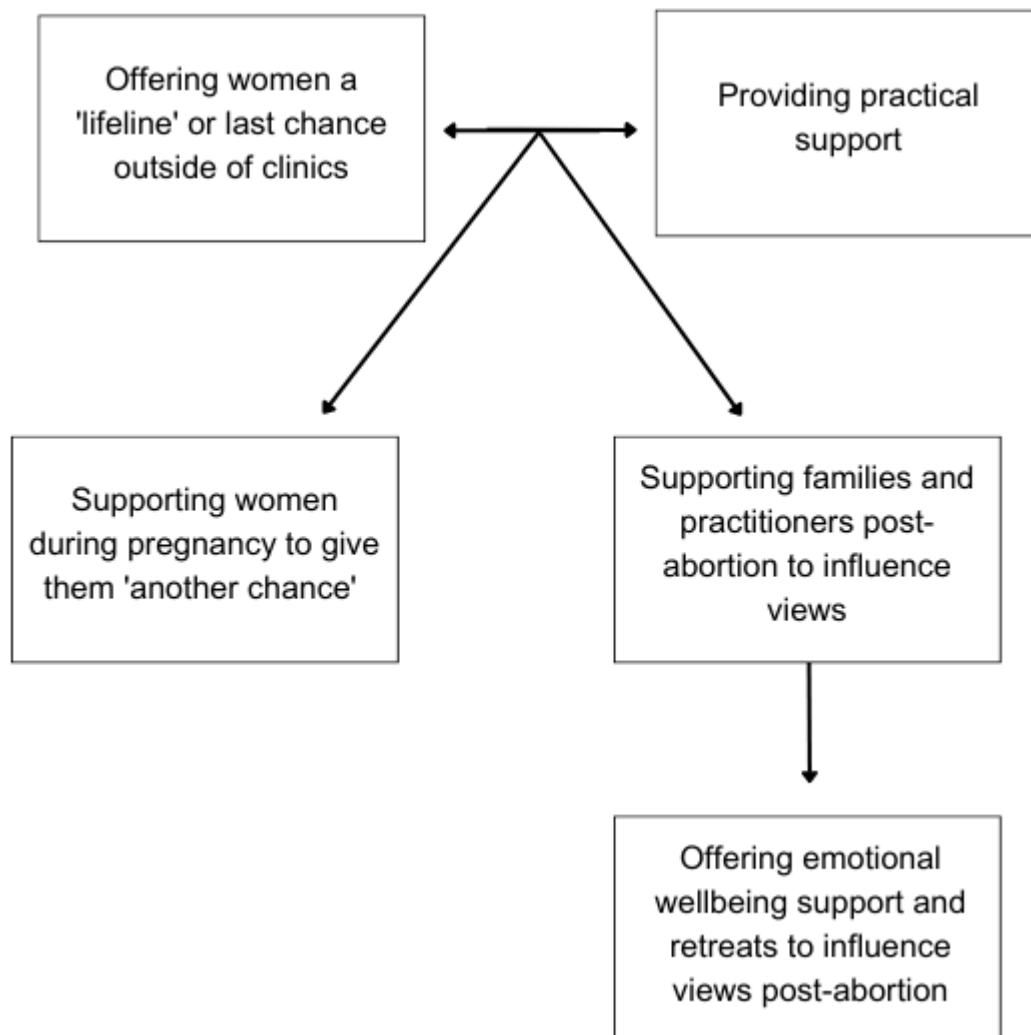 Offering women a
'lifeline' or last chance
outside of clinics
Providing practical
support
Supporting women
during pregnancy to give
them 'another chance'
Supporting families and
practitioners post-
abortion to influence
views
Offering emotional
wellbeing support and
retreats to influence
views post-abortion